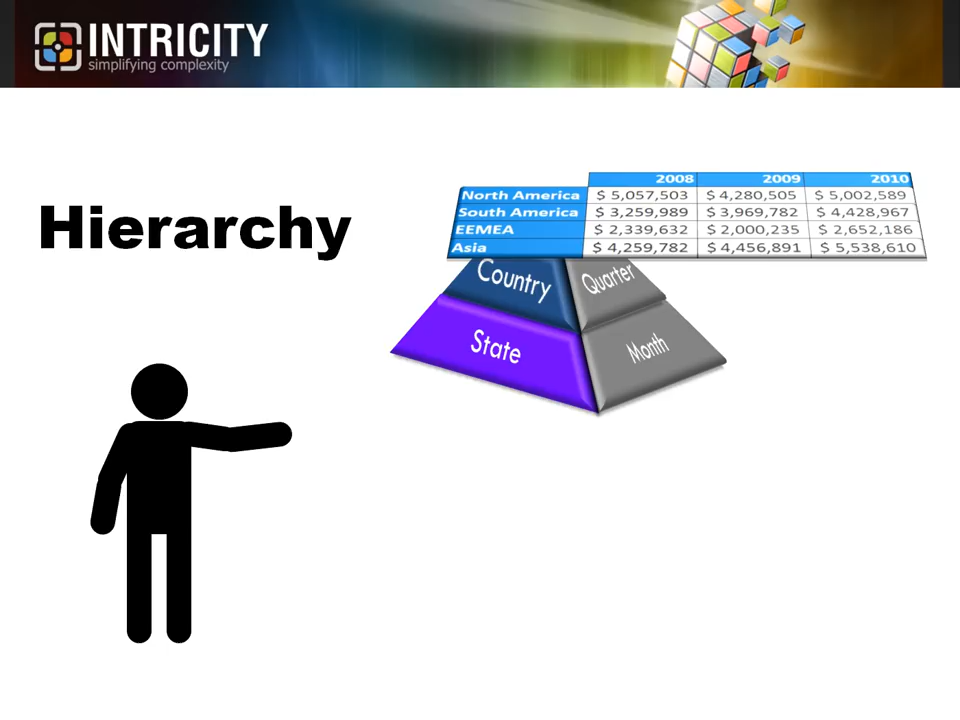 INTRICITY
simplifying complexity
Hierarchy
2008 2009 2010
North America $ 5,057,503 $ 4,280,505 $ 5,002,589
South America $ 3,259,989 $ 3,969,782 $ 4,428,967
EEMEA $ 2,339,632 $ 2,000,235 $ 2,652,186
Asia $ 4,259,782 $ 4,456,891 $ 5,538,610
Country Quarter
State Month